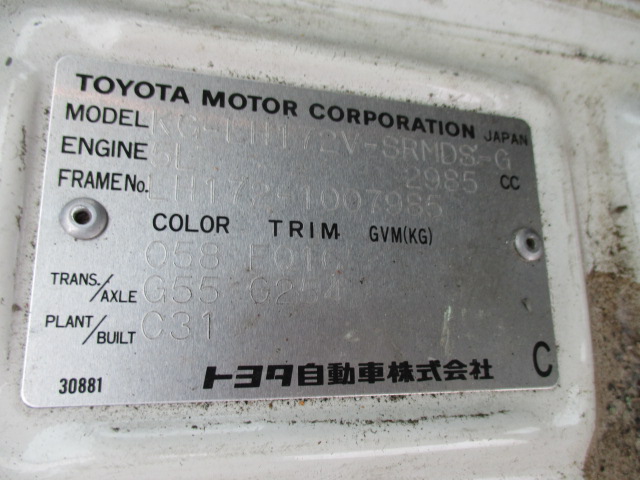 TOYOTA MOTOR CORPORATION JAPAN
MODEL KG-LH172V-SRMDS-G
ENGINE 5L 2985 CC
FRAME No. LH172-1007985
COLOR TRIM GVM(KG)
058 
TRANS./AXLE G55 G254
PLANT/BUILT C31
30881 トヨタ自動車株式会社 C